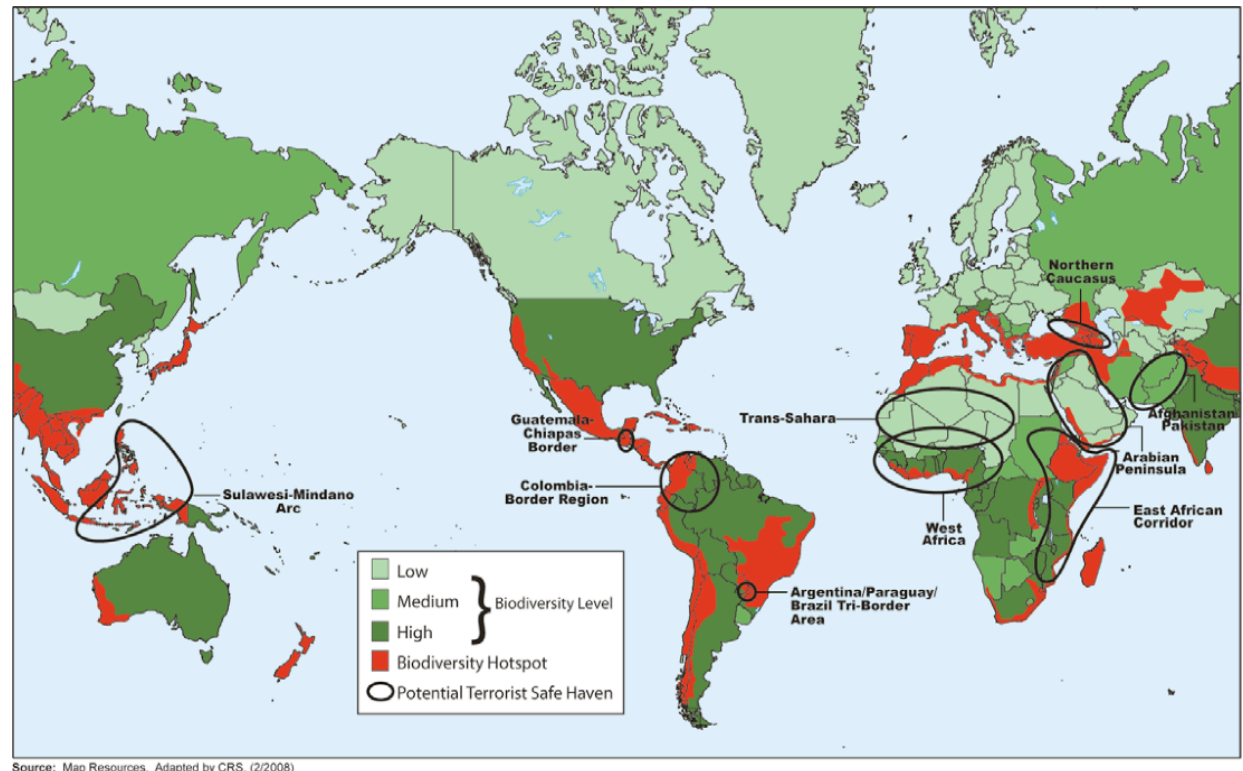 Northern
Caucasus
Guatemala-
Chiapas
Border
Trans-Sahara
Afghanistan
Pakistan
Arabian
Peninsula
Colombia-
Border Region
Sulawesi-Mindano
Arc
East African
Corridor
West
Africa
Argentina/Paraguay/
Brazil Tri-Border
Area
Low
Medium
High
Biodiversity Level
Biodiversity Hotspot
Potential Terrorist Safe Haven
Source: Map Resources. Adapted by CRS. (2/2008)